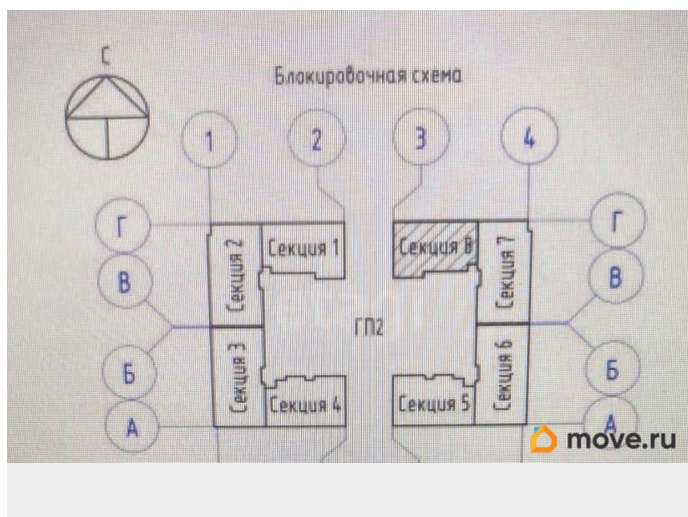 С
Блокировочная схема
1
2
3
4
Г
Г
Секция 1
Секция 8
Секция 2
Секция 7
В
В
etagi
ГП2
Б
Б
Секция 3
Секция 6
Секция 4
Секция 5
А
А
move.ru